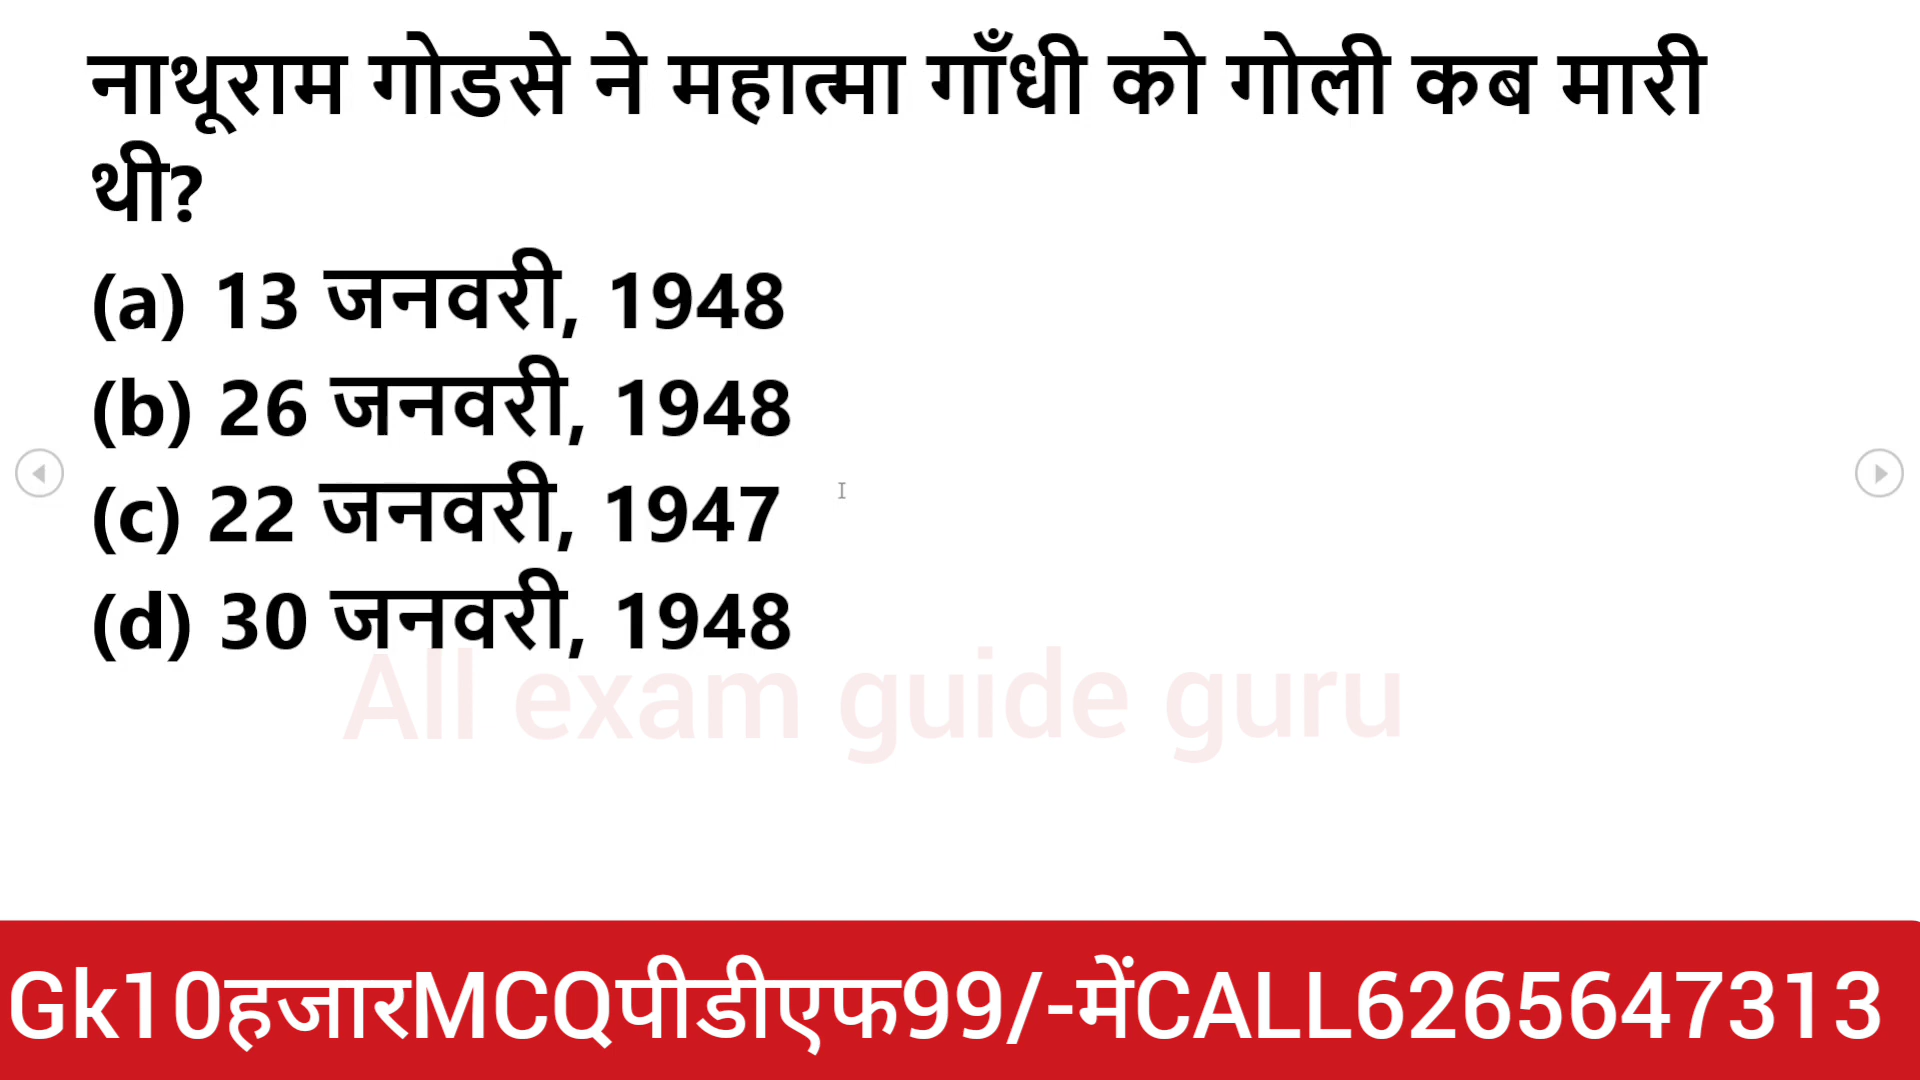 नाथूराम गोडसे ने महात्मा गाँधी को गोली कब मारी
थी?
(a) 13 जनवरी, 1948
(b) 26 जनवरी, 1948
(c) 22 जनवरी, 1947
(d) 30 जनवरी, 1948
All exam guide guru
Gk10हजारMCQपीडीएफ99/-मेंCALL6265647313